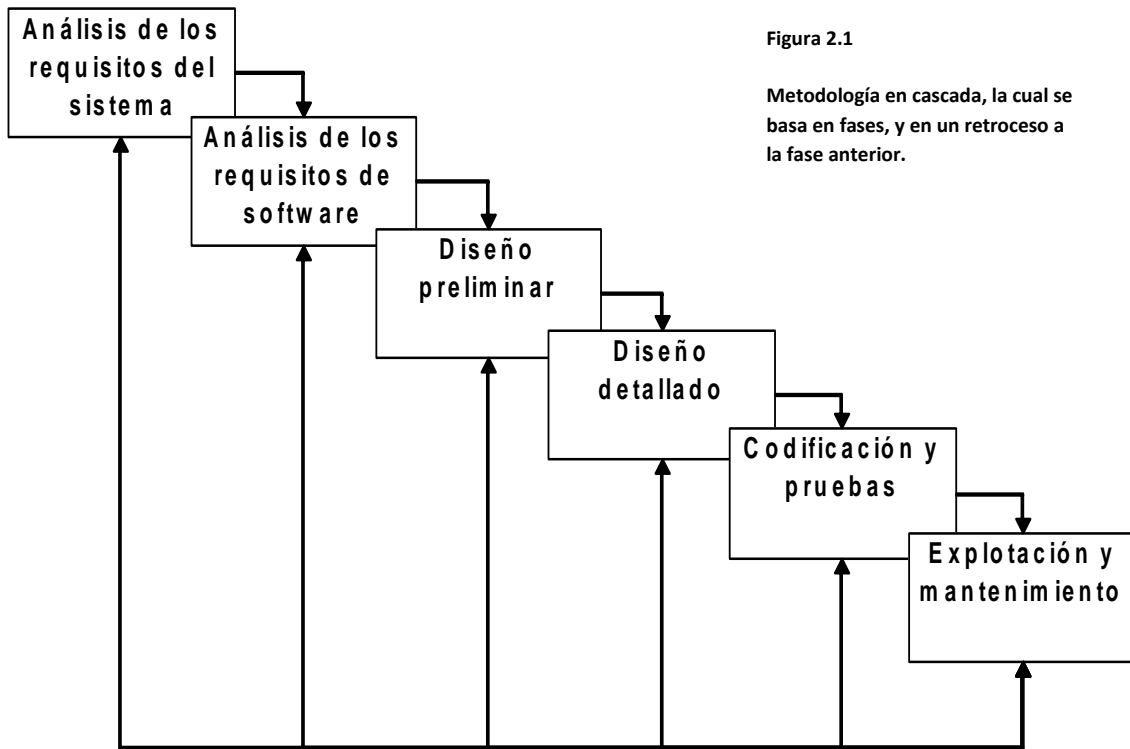 Análisis de los
requisitos del
sistema
Figura 2.1
Metodología en cascada, la cual se
basa en fases, y en un retroceso a
la fase anterior.
Análisis de los
requisitos de
software
Diseño
preliminar
Diseño
detallado
Codificación y
pruebas
Explotación y
mantenimiento